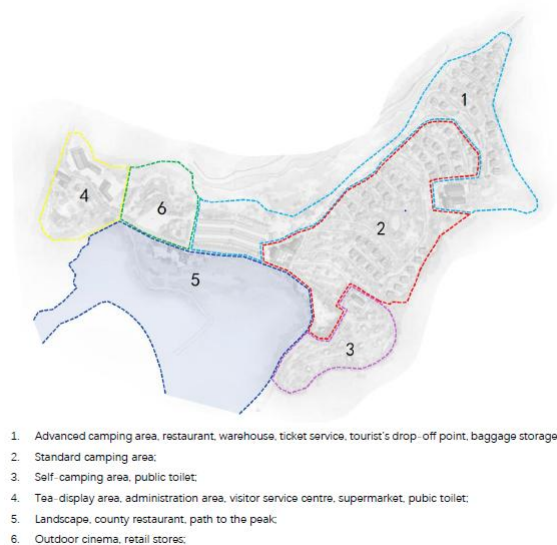 1
4
6
2
5
3
1. Advanced camping area, restaurant, warehouse, ticket service, tourist's drop-off point, baggage storage
2. Standard camping area;
3. Self-camping area, public toilet;
4. Tea-display area, administration area, visitor service centre, supermarket, pubic toilet;
5. Landscape, county restaurant, path to the peak;
6. Outdoor cinema, retail stores;